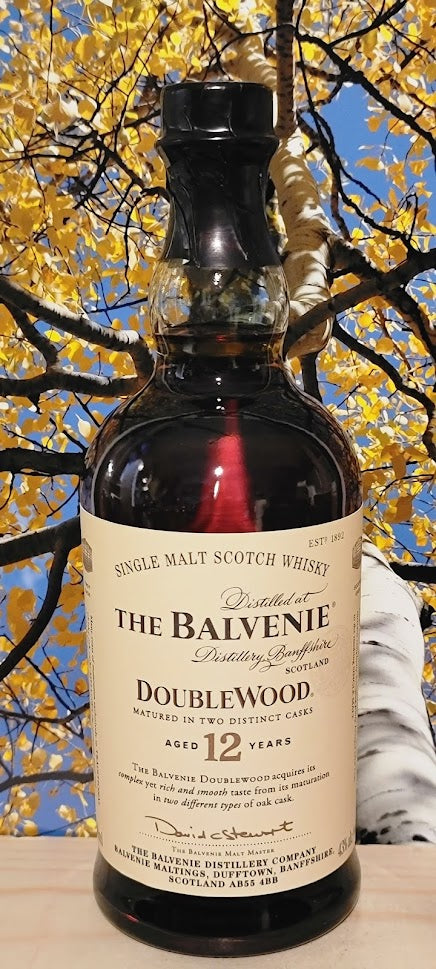 ESTD 1892
SINGLE MALT SCOTCH WHISKY
Distilled at
THE BALVENIE®
Distillery, Banffshire
SCOTLAND
DOUBLEWOOD®
MATURED IN TWO DISTINCT CASKS
AGED 12 YEARS
THE BALVENIE DOUBLEWOOD acquires its
complex yet rich and smooth taste from its maturation
in two different types of oak cask.
David C Stewart
THE BALVENIE MALT MASTER
THE BALVENIE DISTILLERY COMPANY
BALVENIE MALTINGS, DUFFTOWN, BANFFSHIRE,
SCOTLAND AB55 4BB